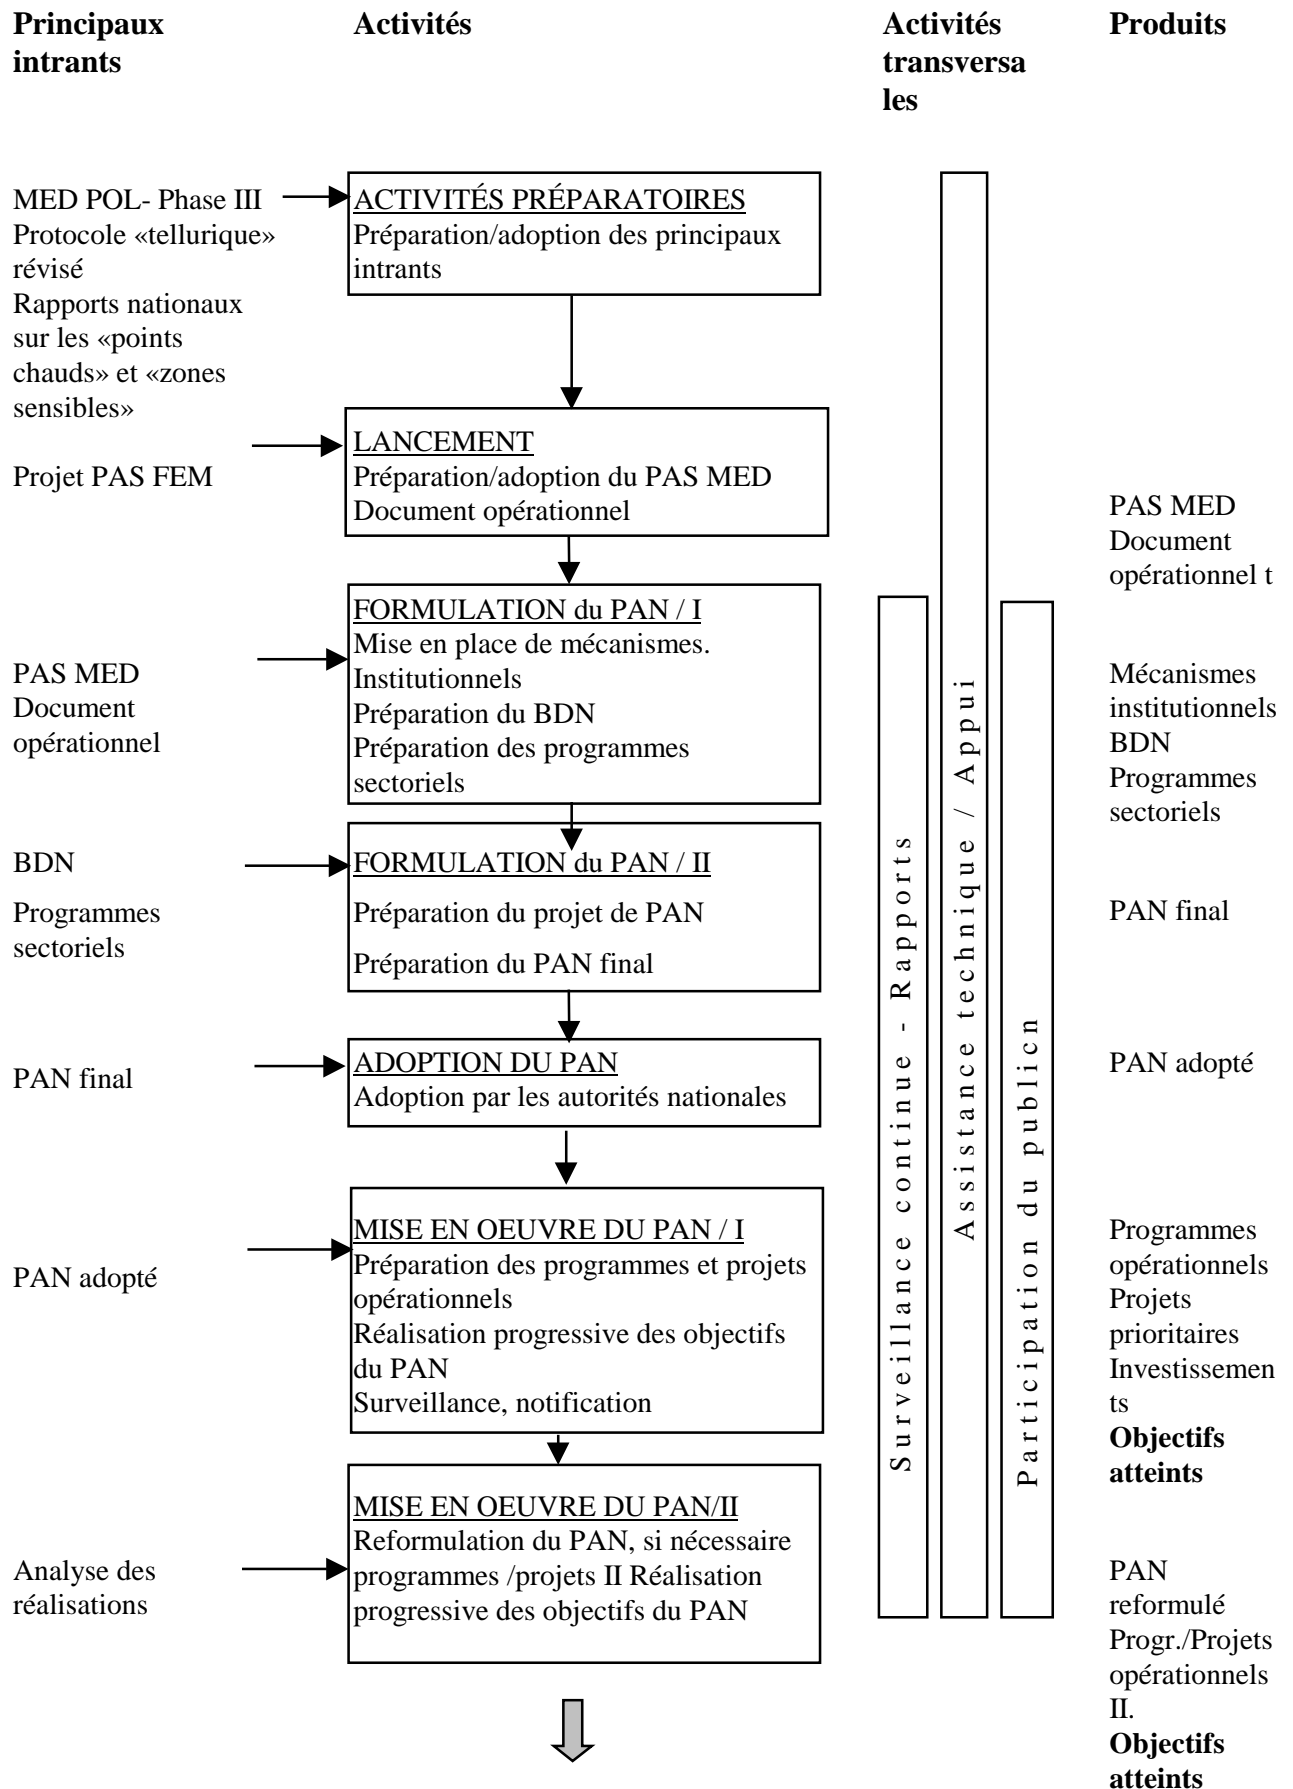 Principaux
intrants
Activités
Activités
transversa
les
Produits
MED POL- Phase III
Protocole «tellurique»
révisé
Rapports nationaux
sur les «points
chauds» et «zones
sensibles»
ACTIVITÉS PRÉPARATOIRES
Préparation/adoption des principaux
intrants
Projet PAS FEM
LANCEMENT
Préparation/adoption du PAS MED
Document opérationnel
PAS MED
Document
opérationnel t
PAS MED
Document
opérationnel
FORMULATION du PAN / I
Mise en place de mécanismes.
Institutionnels
Préparation du BDN
Préparation des programmes
sectoriels
Mécanismes
institutionnels
BDN
Programmes
sectoriels
BDN
Programmes
sectoriels
FORMULATION du PAN / II
Préparation du projet de PAN
Préparation du PAN final
PAN final
PAN final
ADOPTION DU PAN
Adoption par les autorités nationales
PAN adopté
PAN adopté
MISE EN OEUVRE DU PAN / I
Préparation des programmes et projets
opérationnels
Réalisation progressive des objectifs
du PAN
Surveillance, notification
Programmes
opérationnels
Projets
prioritaires
Investissemen
ts
Objectifs
atteints
Analyse des
réalisations
MISE EN OEUVRE DU PAN/II
Reformulation du PAN, si nécessaire
programmes /projets II Réalisation
progressive des objectifs du PAN
PAN
reformulé
Progr./Projets
opérationnels
II.
Objectifs
atteints
Surveillance continue - Rapports
Assistance technique / Appui
Participation du publicn